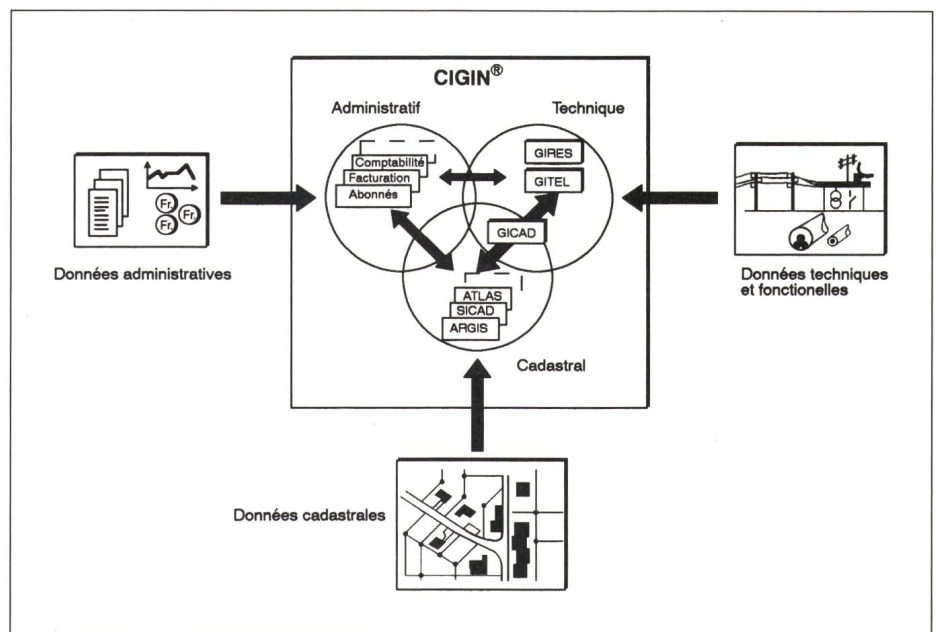 CIGIN®
Administratif
Technique
Comptabilité
Facturation
Abonnés
GIRES
GITEL
GICAD
ATLAS
SICAD
ARGIS
Cadastral
Fr.
Fr.
Fr.
Données administratives
Données techniques
et fonctionelles
Données cadastrales